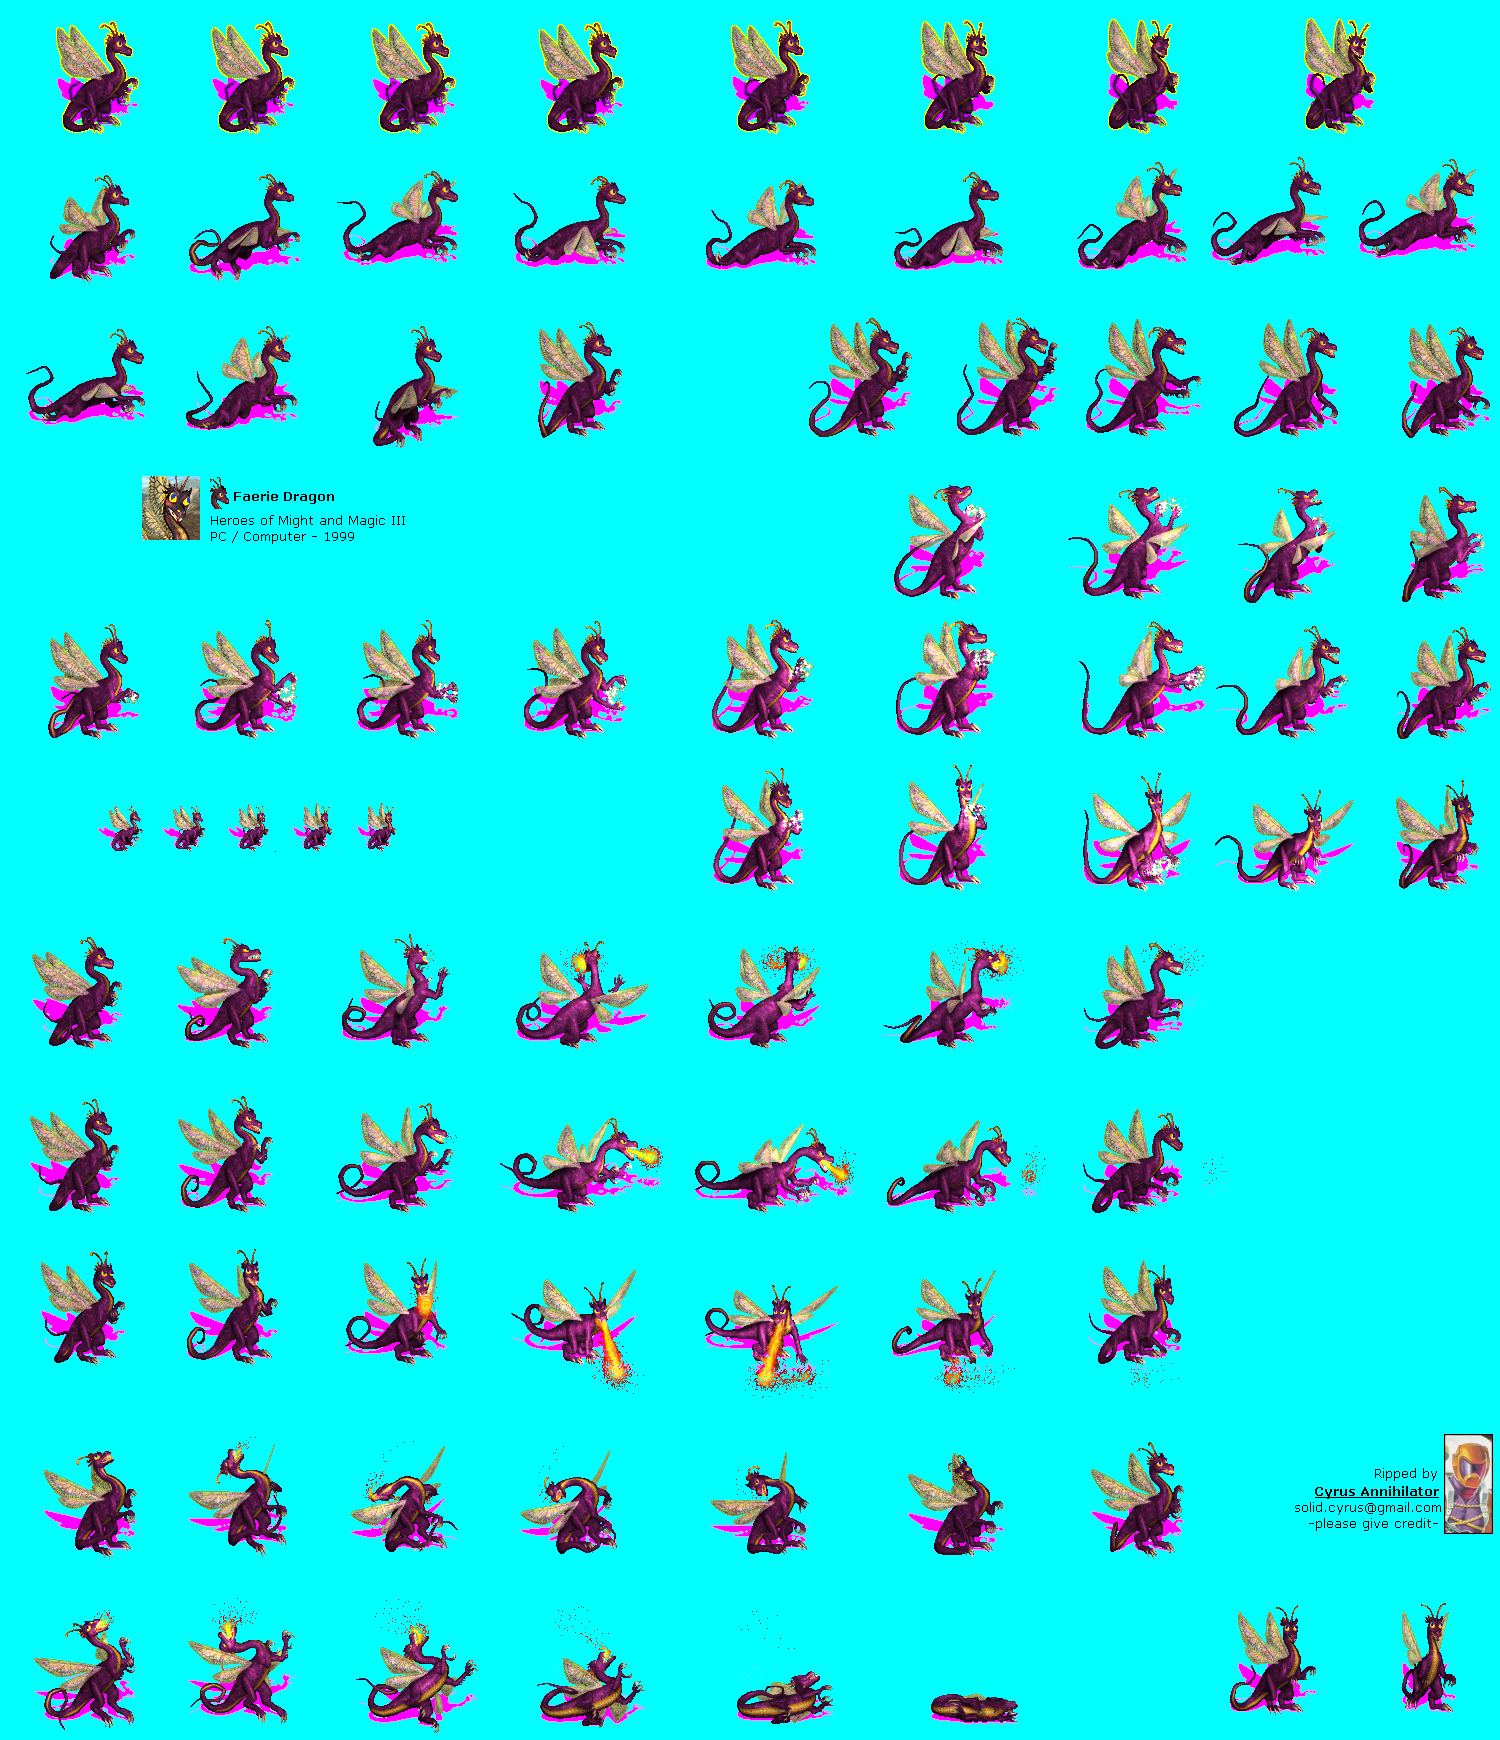 Faerie Dragon
Heroes of Might and Magic III
PC / Computer - 1999
Ripped by
Cyrus Annihilator
solid.cyrus@gmail.com
-please give credit-